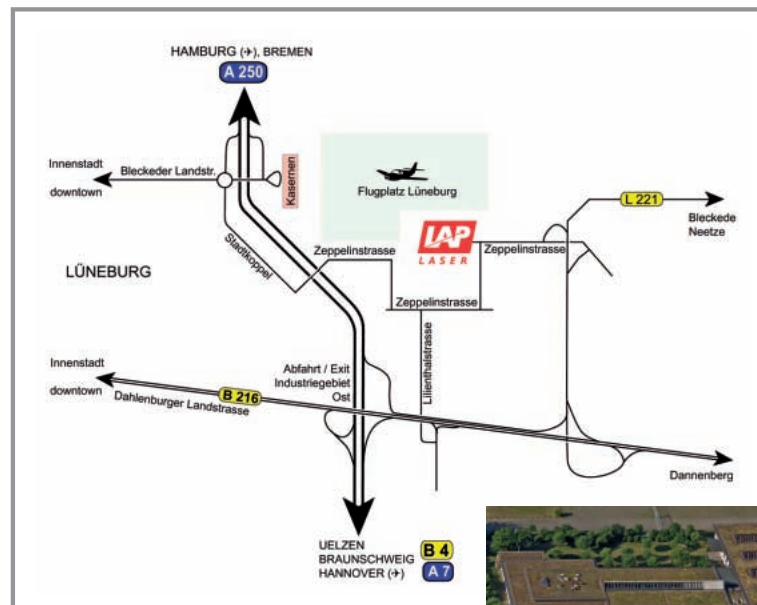 HAMBURG (✈), BREMEN
A 250
Innenstadt
downtown
Bleckeder Landstr.
Kasernen
Flugplatz Lüneburg
L 221
Bleckede
Neetze
LAP
LASER
Stadtkoppel
Zeppelinstrasse
Zeppelinstrasse
Zeppelinstrasse
LÜNEBURG
Lilienthalstrasse
Innenstadt
downtown
Abfahrt / Exit
Industriegebiet
Ost
B 216
Dahlenburger Landstrasse
Dannenberg
UELZEN
BRAUNSCHWEIG
HANNOVER (✈)
B 4
A 7